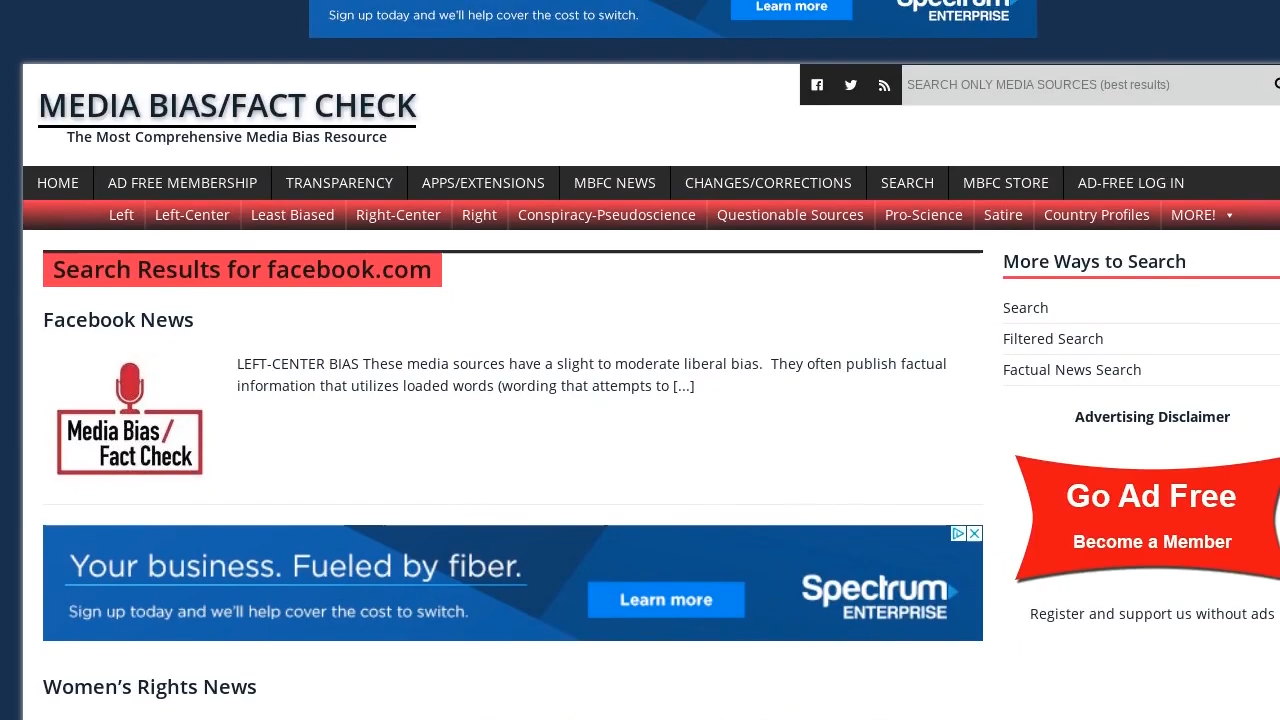 Sign up today and we'll help cover the cost to switch.
Learn more
Spectrum
ENTERPRISE
MEDIA BIAS/FACT CHECK
The Most Comprehensive Media Bias Resource
SEARCH ONLY MEDIA SOURCES (best results)
HOME
AD FREE MEMBERSHIP
TRANSPARENCY
APPS/EXTENSIONS
MBFC NEWS
CHANGES/CORRECTIONS
SEARCH
MBFC STORE
AD-FREE LOG IN
Left
Left-Center
Least Biased
Right-Center
Right
Conspiracy-Pseudoscience
Questionable Sources
Pro-Science
Satire
Country Profiles
MORE!
Search Results for facebook.com
Facebook News
LEFT-CENTER BIAS These media sources have a slight to moderate liberal bias.  They often publish factual
information that utilizes loaded words (wording that attempts to [...]
Media Bias/
Fact Check
Your business. Fueled by fiber.
Sign up today and we'll help cover the cost to switch.
Learn more
Spectrum
ENTERPRISE
Women’s Rights News
More Ways to Search
Search
Filtered Search
Factual News Search
Advertising Disclaimer
Go Ad Free
Become a Member
Register and support us without ads